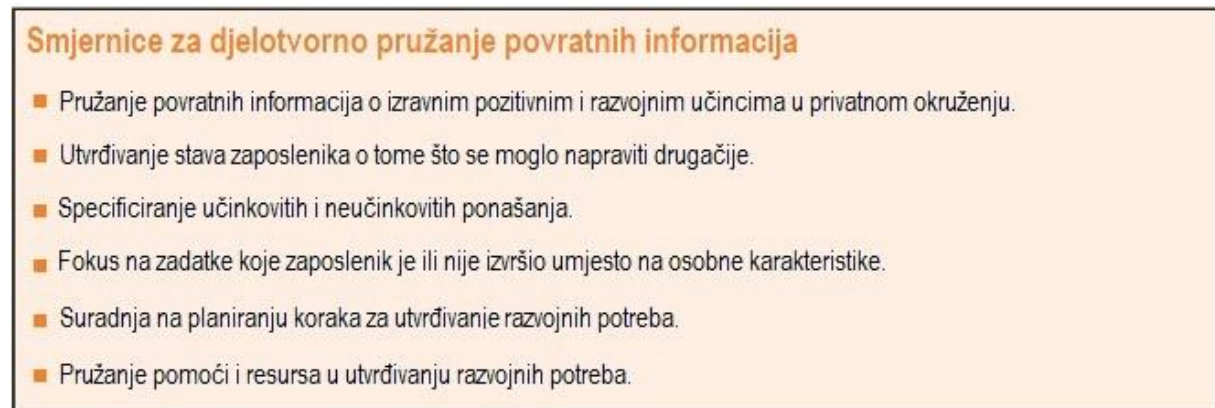 Smjernice za djelotvorno pružanje povratnih informacija
■ Pružanje povratnih informacija o izravnim pozitivnim i razvojnim učincima u privatnom okruženju.
■ Utvrđivanje stava zaposlenika o tome što se moglo napraviti drugačije.
■ Specificiranje učinkovitih i neučinkovitih ponašanja.
■ Fokus na zadatke koje zaposlenik je ili nije izvršio umjesto na osobne karakteristike.
■ Suradnja na planiranju koraka za utvrđivanje razvojnih potreba.
■ Pružanje pomoći i resursa u utvrđivanju razvojnih potreba.